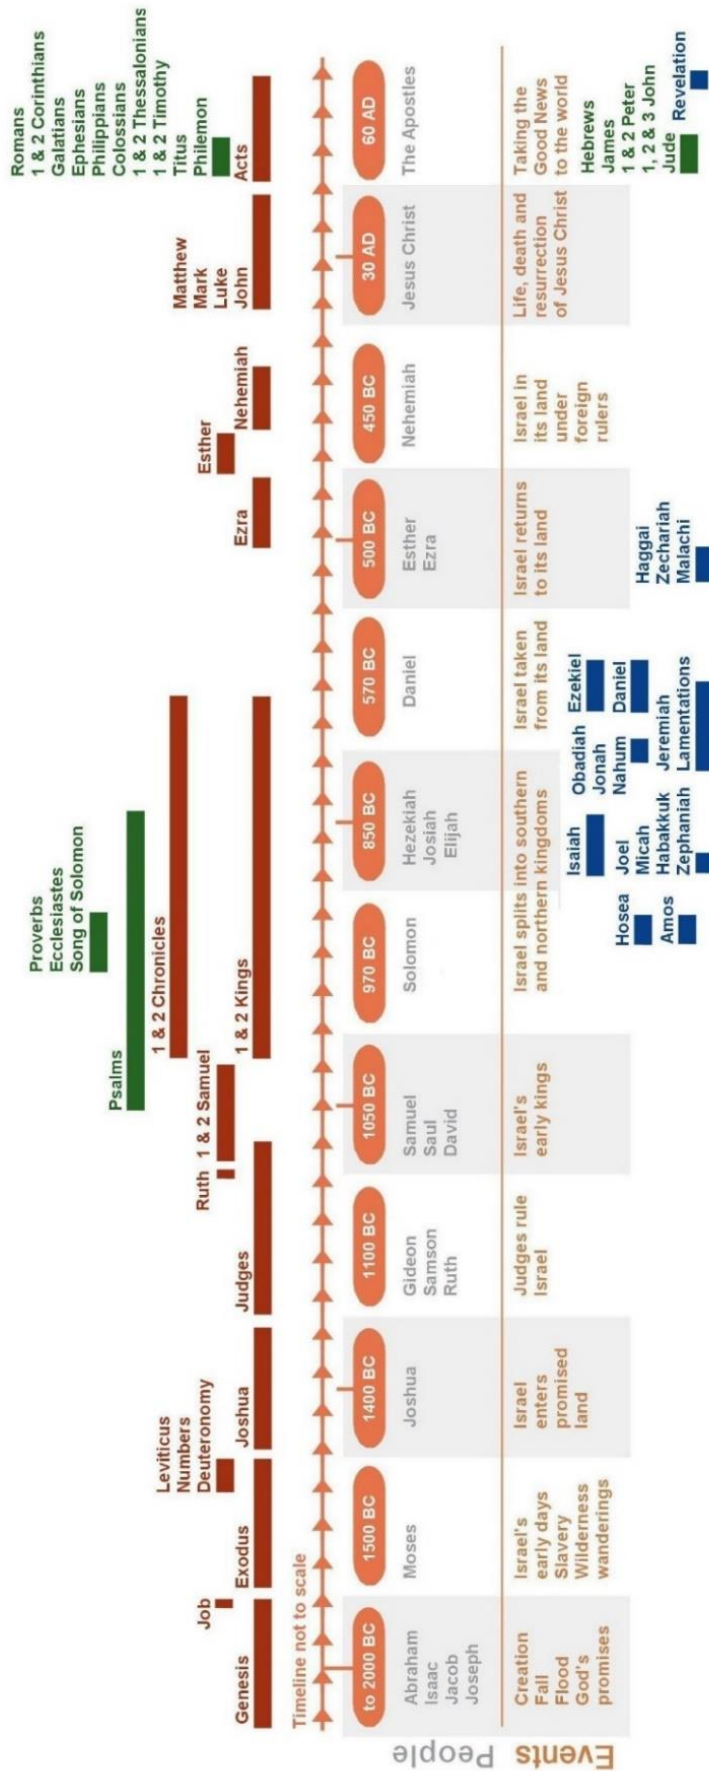 Romans
1 & 2 Corinthians
Galatians
Ephesians
Philippians
Colossians
1 & 2 Thessalonians
1 & 2 Timothy
Titus
Philemon
Proverbs
Ecclesiastes
Song of Solomon
Psalms
1 & 2 Chronicles
Leviticus
Numbers
Deuteronomy
Job
Ruth
1 & 2 Samuel
Esther
Matthew
Mark
Luke
John
Genesis
Exodus
Joshua
Judges
1 & 2 Kings
Ezra
Nehemiah
Acts
Timeline not to scale
to 2000 BC
1500 BC
1400 BC
1100 BC
1050 BC
970 BC
850 BC
570 BC
500 BC
450 BC
30 AD
60 AD
People
Abraham
Isaac
Jacob
Joseph
Moses
Joshua
Gideon
Samson
Ruth
Samuel
Saul
David
Solomon
Hezekiah
Josiah
Elijah
Daniel
Esther
Ezra
Nehemiah
Jesus Christ
The Apostles
Events
Creation
Fall
Flood
God's
promises
Israel's
early days
Slavery
Wilderness
wanderings
Israel
enters
promised
land
Judges rule
Israel
Israel's
early kings
Israel splits into southern
and northern kingdoms
Israel taken
from its land
Israel returns
to its land
Israel in
its land
under
foreign
rulers
Life, death and
resurrection
of Jesus Christ
Taking the
Good News
to the world
Hosea
Amos
Isaiah
Joel
Micah
Habakkuk
Zephaniah
Obadiah
Jonah
Nahum
Ezekiel
Daniel
Jeremiah
Lamentations
Haggai
Zechariah
Malachi
Hebrews
James
1 & 2 Peter
1, 2 & 3 John
Jude
Revelation